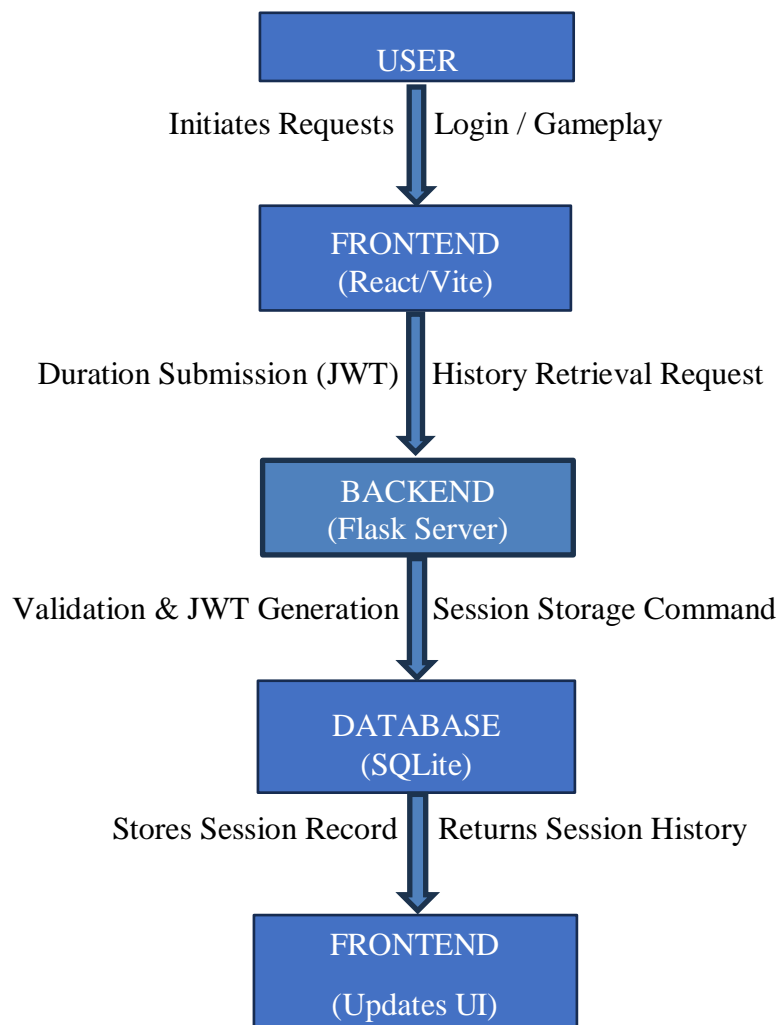 USER
Initiates Requests Login / Gameplay
FRONTEND
(React/Vite)
Duration Submission (JWT) History Retrieval Request
BACKEND
(Flask Server)
Validation & JWT Generation Session Storage Command
DATABASE
(SQLite)
Stores Session Record Returns Session History
FRONTEND
(Updates UI)